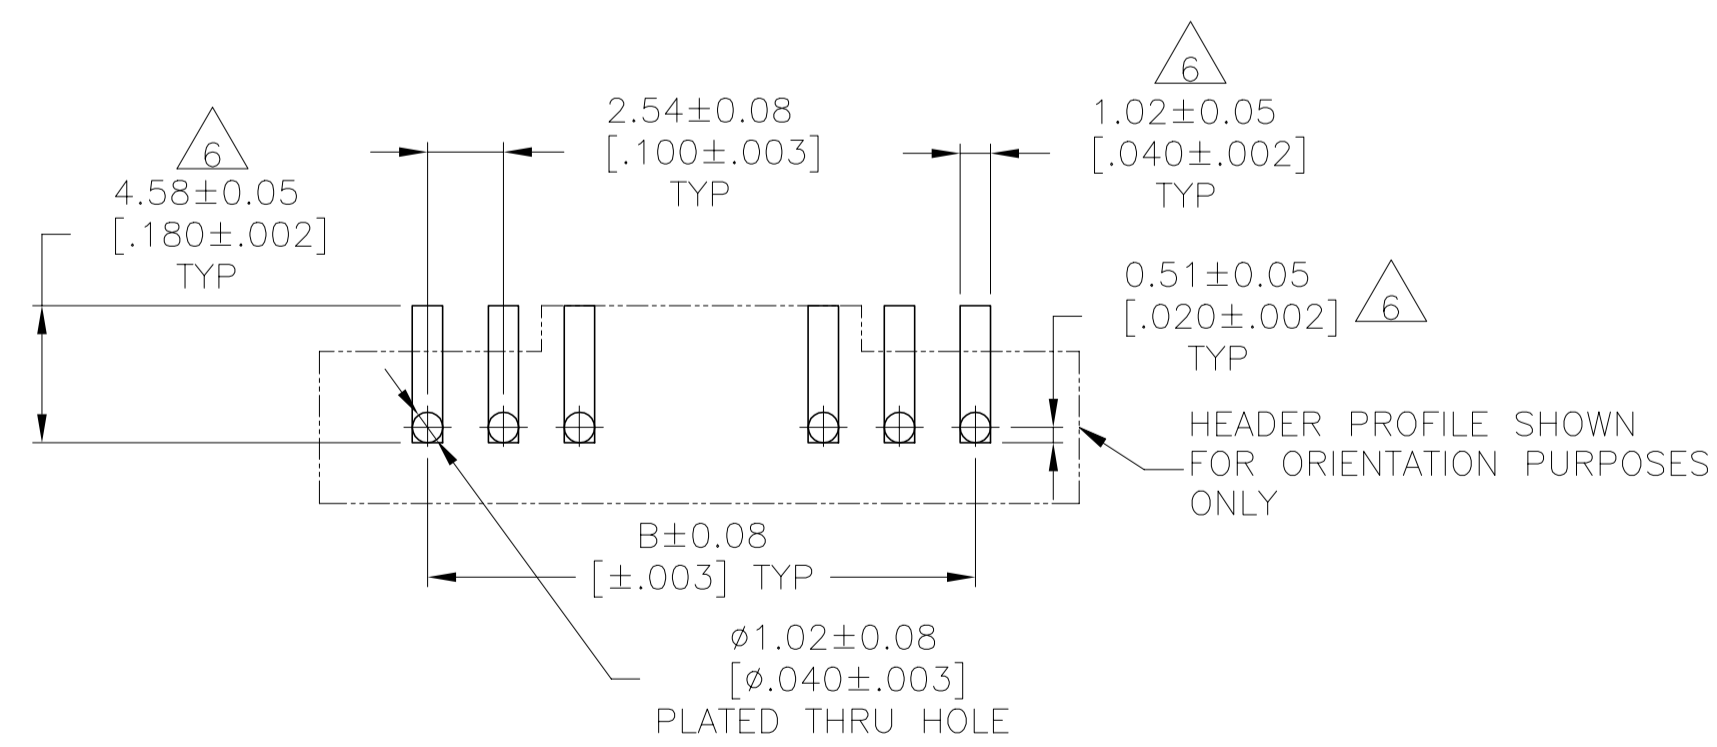 6
4.58±0.05
[.180±.002]
TYP
2.54±0.08
[.100±.003]
TYP
6
1.02±0.05
[.040±.002]
TYP
0.51±0.05
[.020±.002]
TYP
6
HEADER PROFILE SHOWN
FOR ORIENTATION PURPOSES
ONLY
B±0.08
[±.003] TYP
⌀1.02±0.08
[⌀.040±.003]
PLATED THRU HOLE